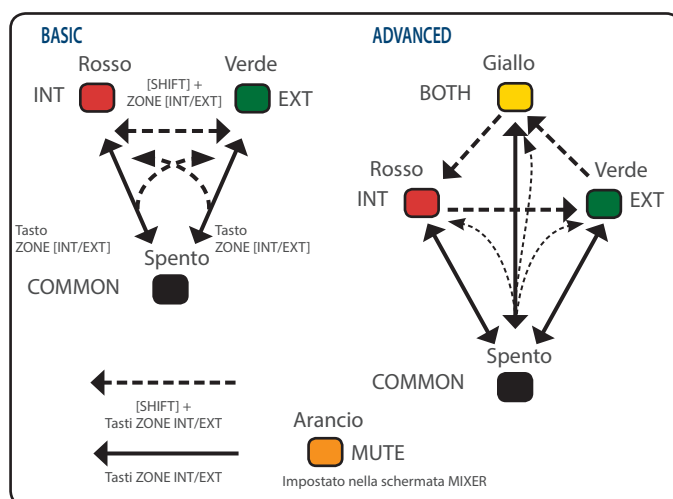 BASIC
Rosso
Verde
INT
[SHIFT] +
ZONE [INT/EXT]
EXT
Tasto
ZONE [INT/EXT]
Tasto
ZONE [INT/EXT]
Spento
COMMON
ADVANCED
Giallo
BOTH
Rosso
INT
Verde
EXT
Spento
COMMON
[SHIFT] +
Tasti ZONE INT/EXT
Tasti ZONE INT/EXT
Arancio
MUTE
Impostato nella schermata MIXER